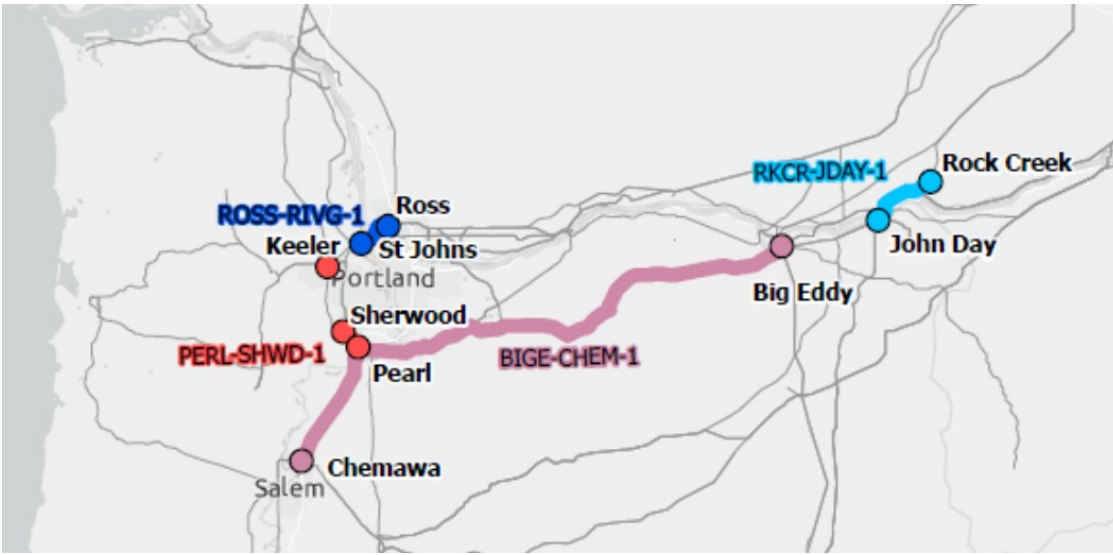 Rock Creek
RKCR-JDAY-1
Ross
ROSS-RIVG-1
Keeler
St Johns
John Day
Portland
Big Eddy
Sherwood
PERL-SHWD-1
BIGE-CHEM-1
Pearl
Chemawa
Salem